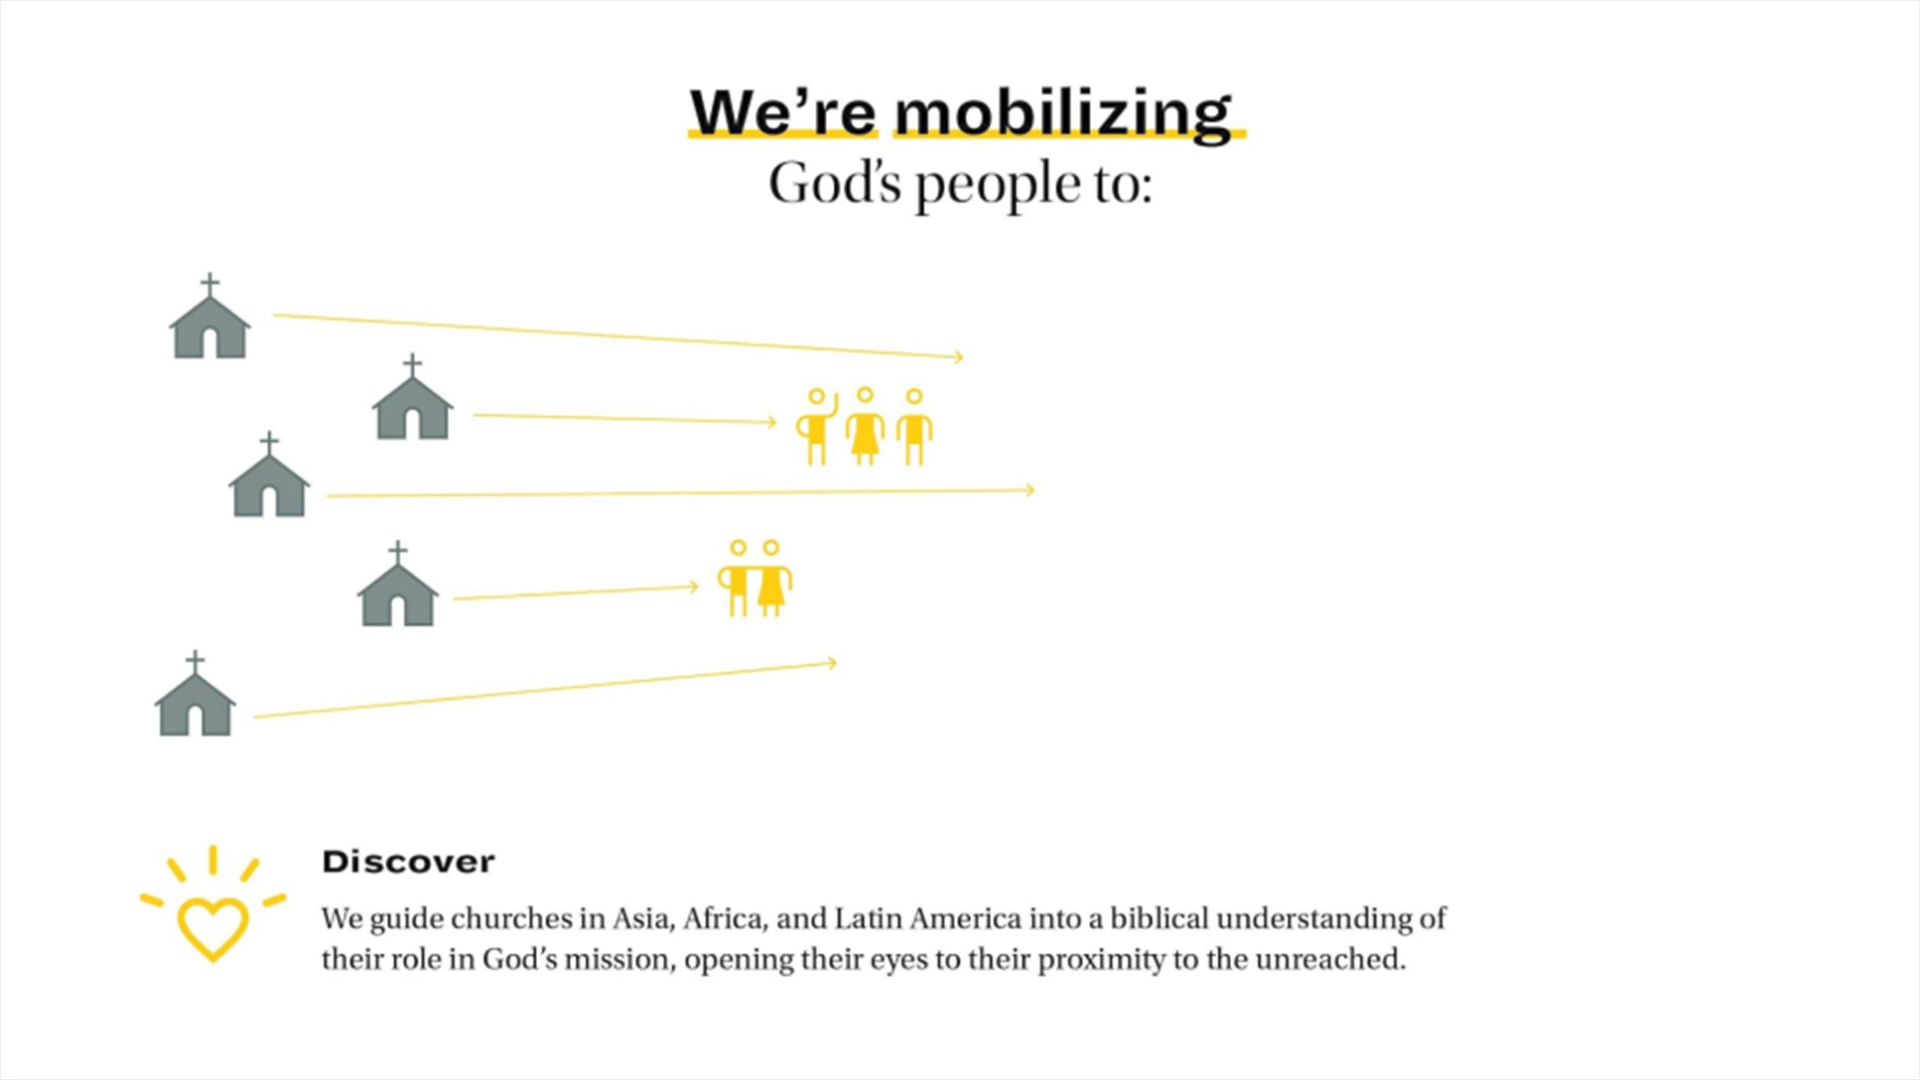 We’re mobilizing
God’s people to:
Discover
We guide churches in Asia, Africa, and Latin America into a biblical understanding of
their role in God’s mission, opening their eyes to their proximity to the unreached.